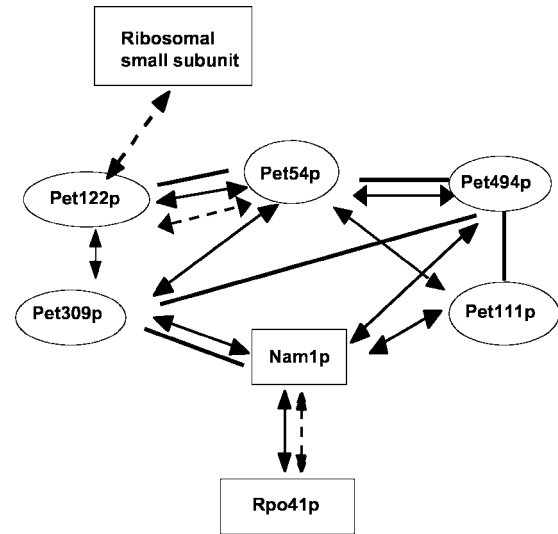 Ribosomal
small subunit
Pet54p
Pet494p
Pet122p
Pet309p
Pet111p
Nam1p
Rpo41p